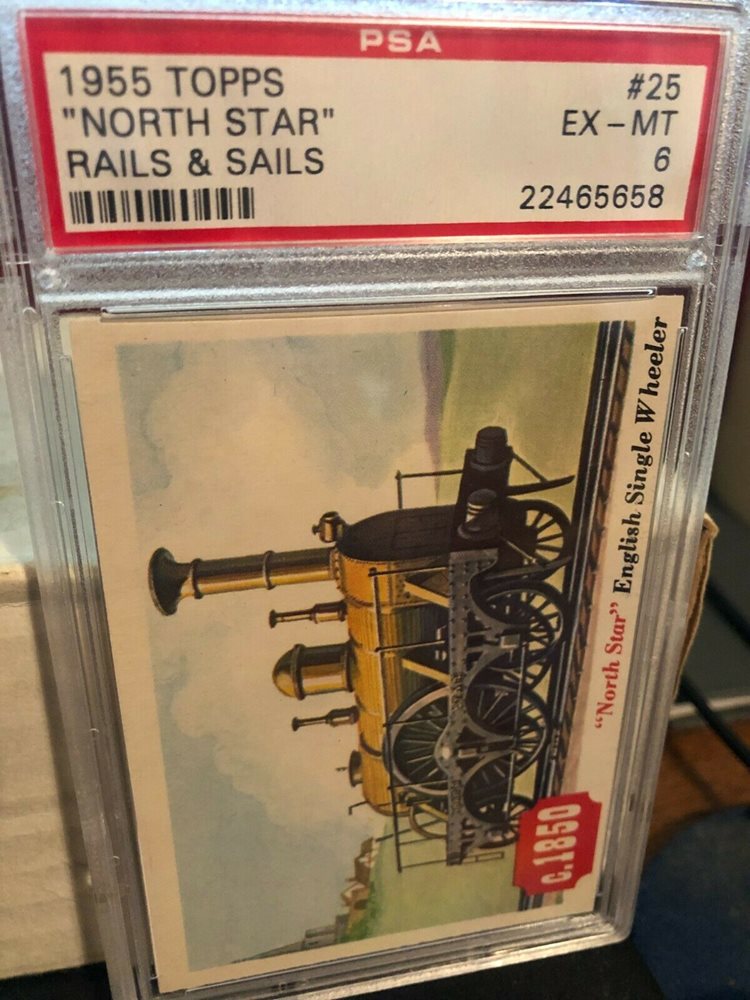 PSA
1955 TOPPS #25
"NORTH STAR" EX-MT
RAILS & SAILS 6
22465658
"North Star" English Single Wheeler
c.1850